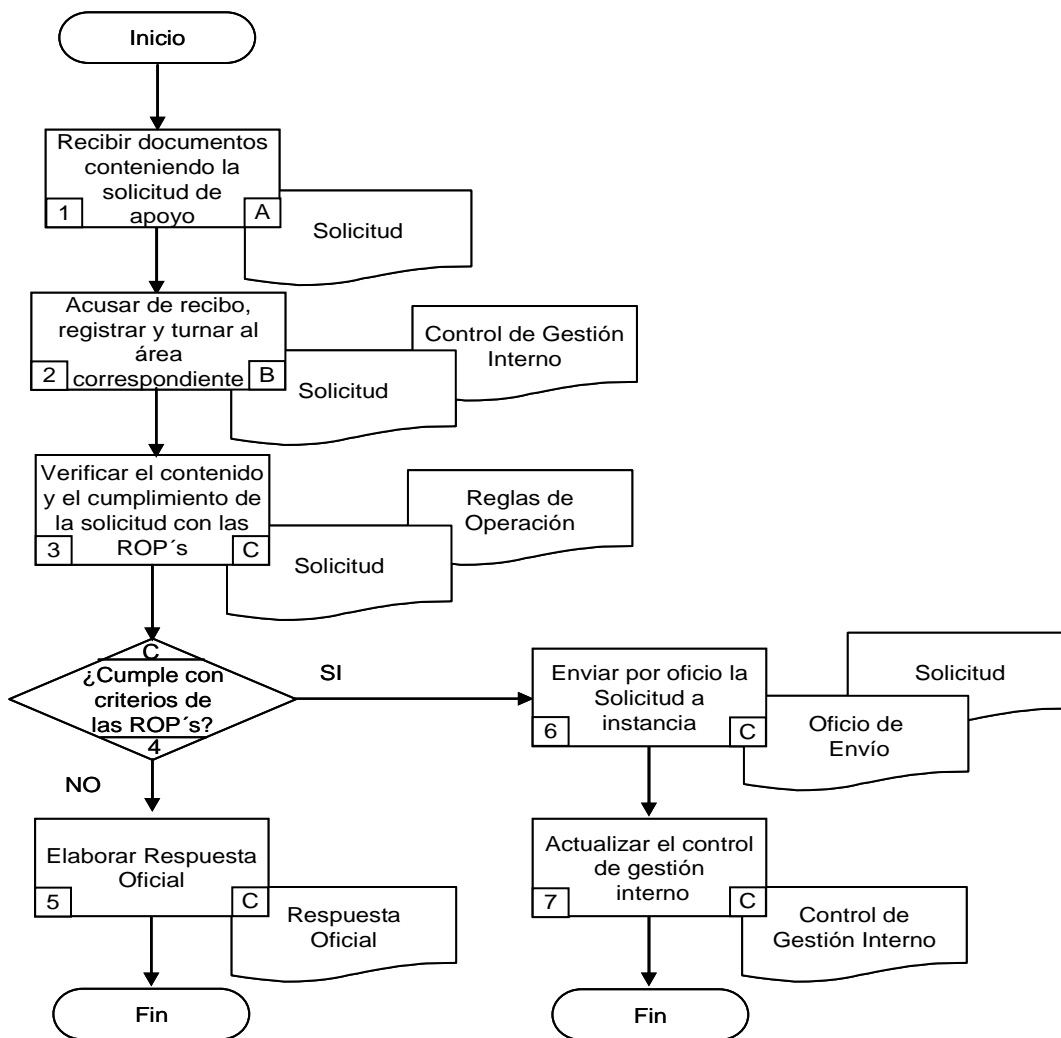 Inicio
Recibir documentos
conteniendo la
solicitud de
apoyo
1
A
Solicitud
Acusar de recibo,
registrar y turnar al
área
correspondiente
2
B
Solicitud
Control de Gestión
Interno
Verificar el contenido
y el cumplimiento de
la solicitud con las
ROP´s
3
C
Solicitud
Reglas de
Operación
C
¿Cumple con
criterios de
las ROP´s?
4
SI
NO
Enviar por oficio la
Solicitud a
instancia
6
C
Oficio de
Envío
Solicitud
Elaborar Respuesta
Oficial
5
C
Respuesta
Oficial
Actualizar el control
de gestión
interno
7
C
Control de
Gestión Interno
Fin
Fin